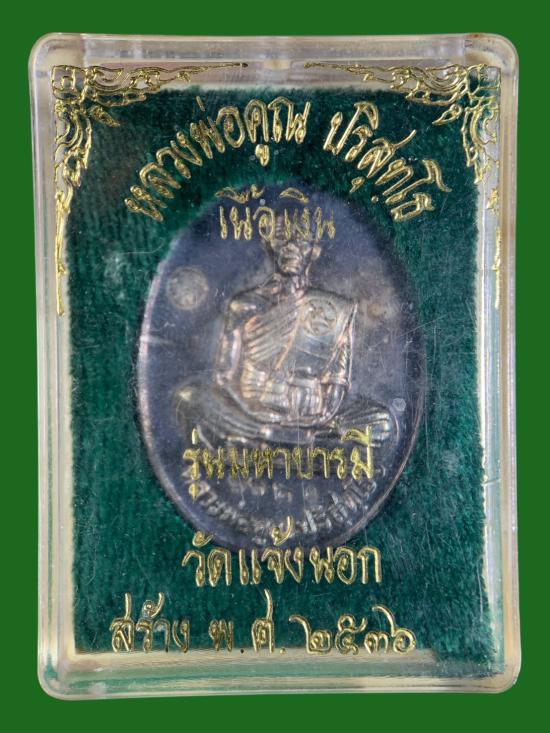 หลวงพ่อคูณ ปริสุทฺโธ
เนื้อเงิน
รุ่นมหาบารมี
วัดแจ้งนอก
สร้าง พ.ศ. ๒๕๓๖